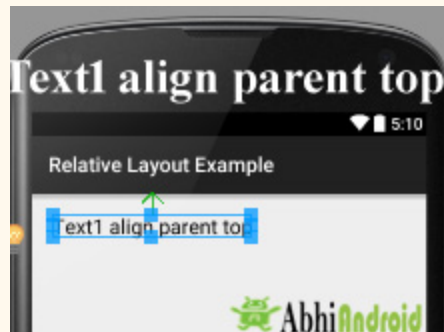 Text1 align parent top
5:10
Relative Layout Example
Text1 align parent top
AbhiAndroid